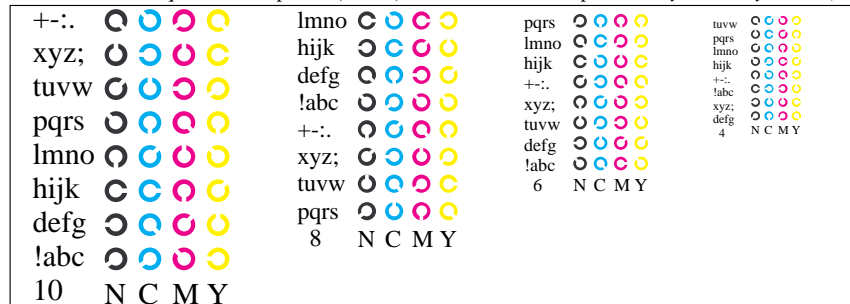 +-:.
xyz;
tuvw
pqrs
lmno
hijk
defg
!abc
10 N C M Y
lmno
hijk
defg
!abc
+-:.
xyz;
tuvw
pqrs
8 N C M Y
pqrs
lmno
hijk
+-:.
xyz;
tuvw
defg
!abc
6 N C M Y
tuvw
pqrs
lmno
hijk
+-:.
!abc
xyz;
defg
4 N C M Y